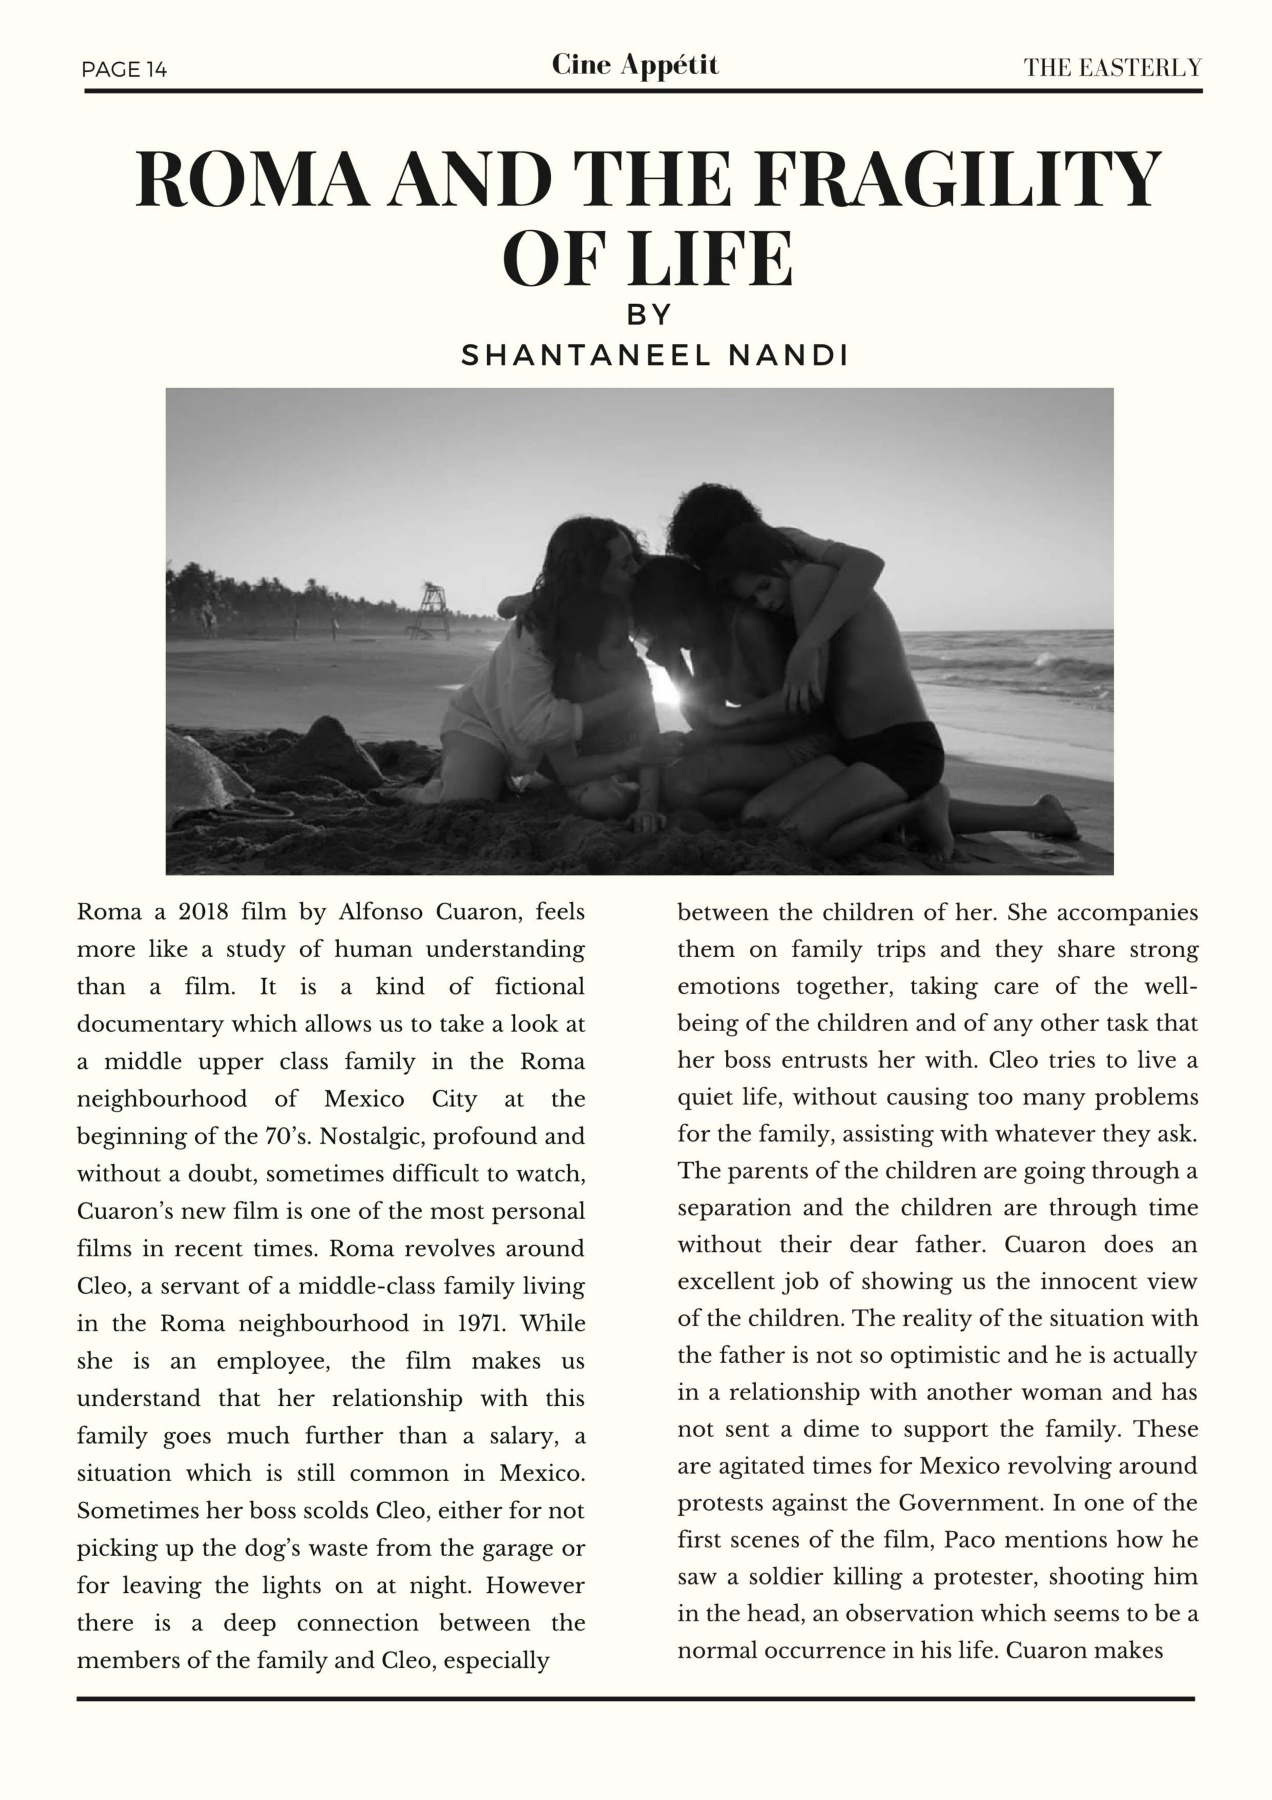 PAGE 14
Cine Appétit
THE EASTERLY
ROMA AND THE FRAGILITY
OF LIFE
BY
SHANTANEEL NANDI
Roma a 2018 film by Alfonso Cuaron, feels
more like a study of human understanding
than a film. It is a kind of fictional
documentary which allows us to take a look at
a middle upper class family in the Roma
neighbourhood of Mexico City at the
beginning of the 70’s. Nostalgic, profound and
without a doubt, sometimes difficult to watch,
Cuaron’s new film is one of the most personal
films in recent times. Roma revolves around
Cleo, a servant of a middle-class family living
in the Roma neighbourhood in 1971. While
she is an employee, the film makes us
understand that her relationship with this
family goes much further than a salary, a
situation which is still common in Mexico.
Sometimes her boss scolds Cleo, either for not
picking up the dog’s waste from the garage or
for leaving the lights on at night. However
there is a deep connection between the
members of the family and Cleo, especially
between the children of her. She accompanies
them on family trips and they share strong
emotions together, taking care of the well-
being of the children and of any other task that
her boss entrusts her with. Cleo tries to live a
quiet life, without causing too many problems
for the family, assisting with whatever they ask.
The parents of the children are going through a
separation and the children are through time
without their dear father. Cuaron does an
excellent job of showing us the innocent view
of the children. The reality of the situation with
the father is not so optimistic and he is actually
in a relationship with another woman and has
not sent a dime to support the family. These
are agitated times for Mexico revolving around
protests against the Government. In one of the
first scenes of the film, Paco mentions how he
saw a soldier killing a protester, shooting him
in the head, an observation which seems to be a
normal occurrence in his life. Cuaron makes